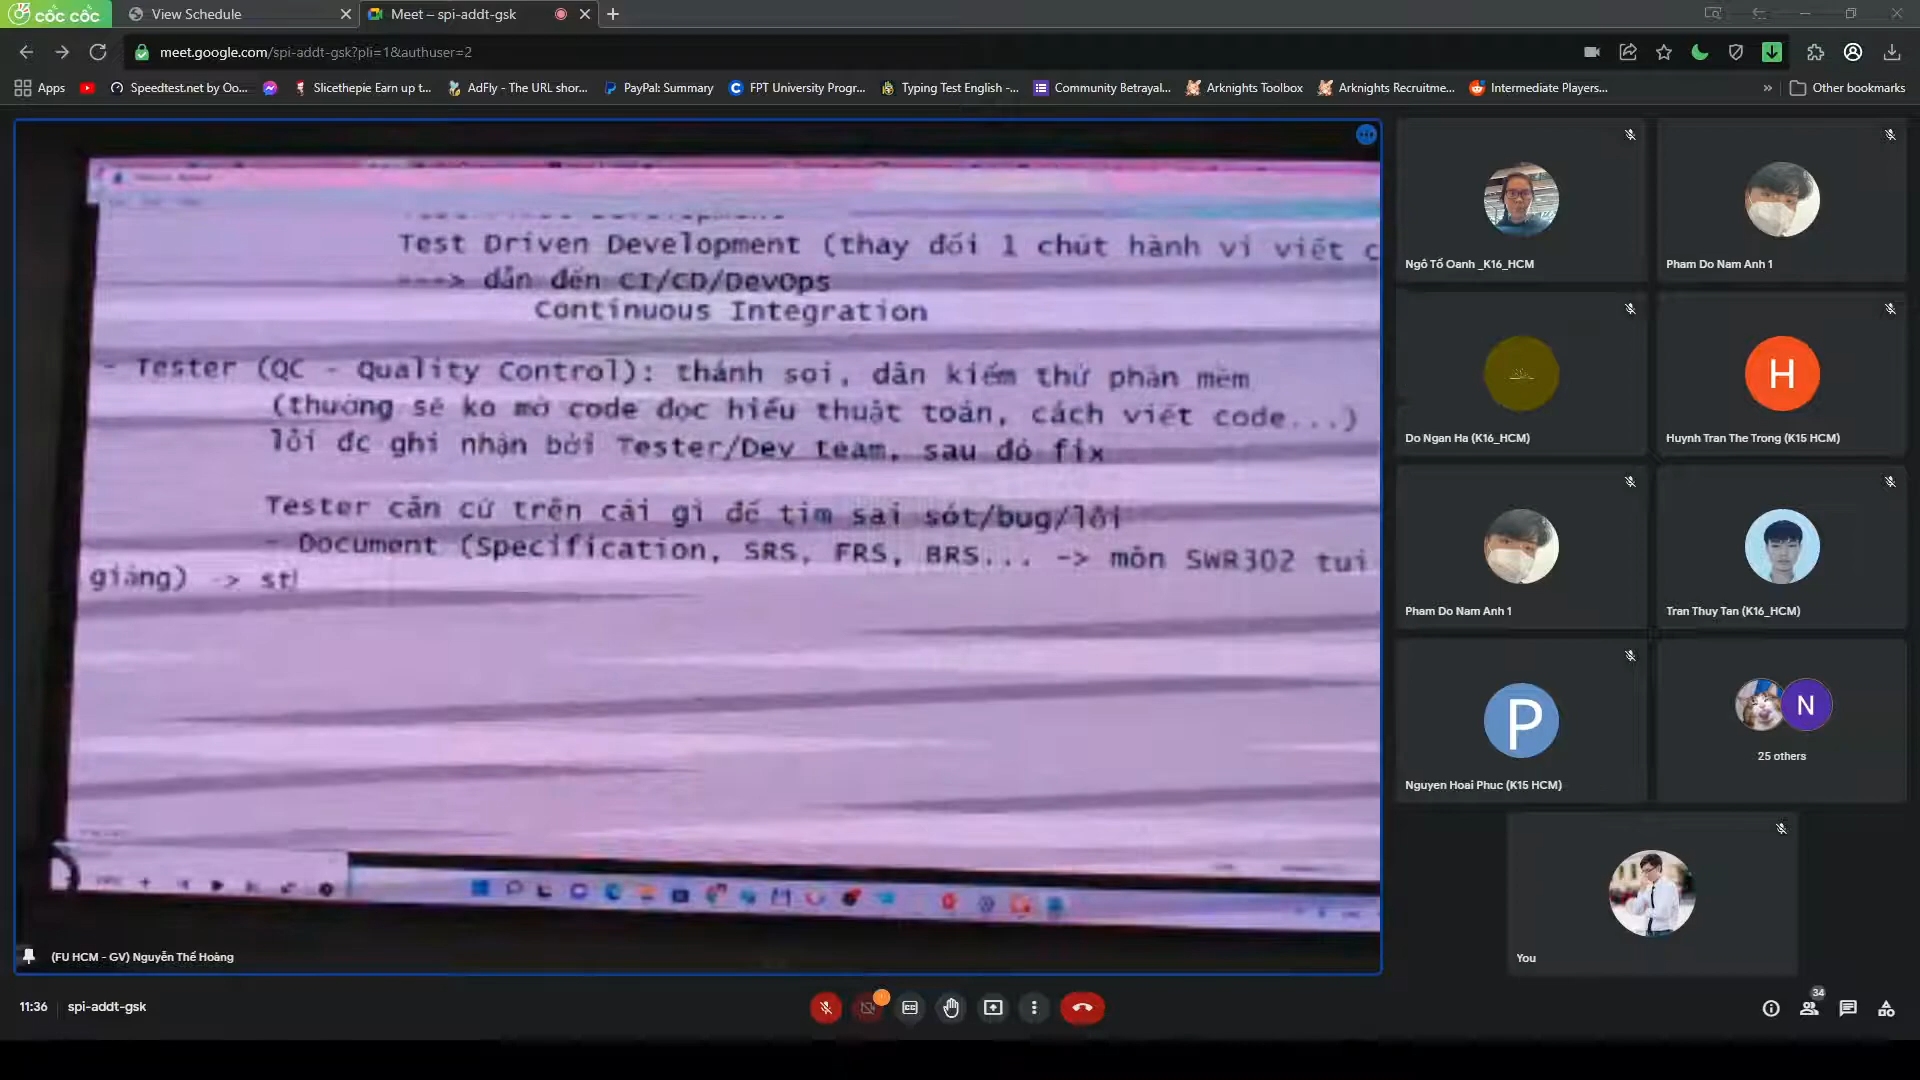 cốc cốc
View Schedule
Meet – spi-addt-gsk
meet.google.com/spi-addt-gsk?pli=1&authuser=2
Apps
Speedtest.net by Oo...
Slicethepie Earn up t...
AdFly - The URL shor...
PayPal: Summary
FPT University Progr...
Typing Test English -...
Community Betrayal...
Arknights Toolbox
Arknights Recruitme...
Intermediate Players...
Other bookmarks
Test Driven Development (thay đổi 1 chút hành vi viết c
---> dẫn đến CI/CD/DevOps
Continuous Integration
- Tester (QC - Quality Control): thánh soi, dân kiểm thử phần mềm
(thường sẽ ko mở code đọc hiểu thuật toán, cách viết code...)
lỗi đc ghi nhận bởi Tester/Dev team, sau đó fix
Tester căn cứ trên cái gì để tìm sai sót/bug/lỗi
- Document (Specification, SRS, FRS, BRS... -> môn SWR302 tui
giảng) -> st
(FU HCM - GV) Nguyễn Thế Hoàng
Ngô Tố Oanh _K16_HCM
Pham Do Nam Anh 1
Do Ngan Ha (K16_HCM)
H
Huynh Tran The Trong (K15 HCM)
Pham Do Nam Anh 1
Tran Thuy Tan (K16_HCM)
P
Nguyen Hoai Phuc (K15 HCM)
N
25 others
You
11:36
spi-addt-gsk
34